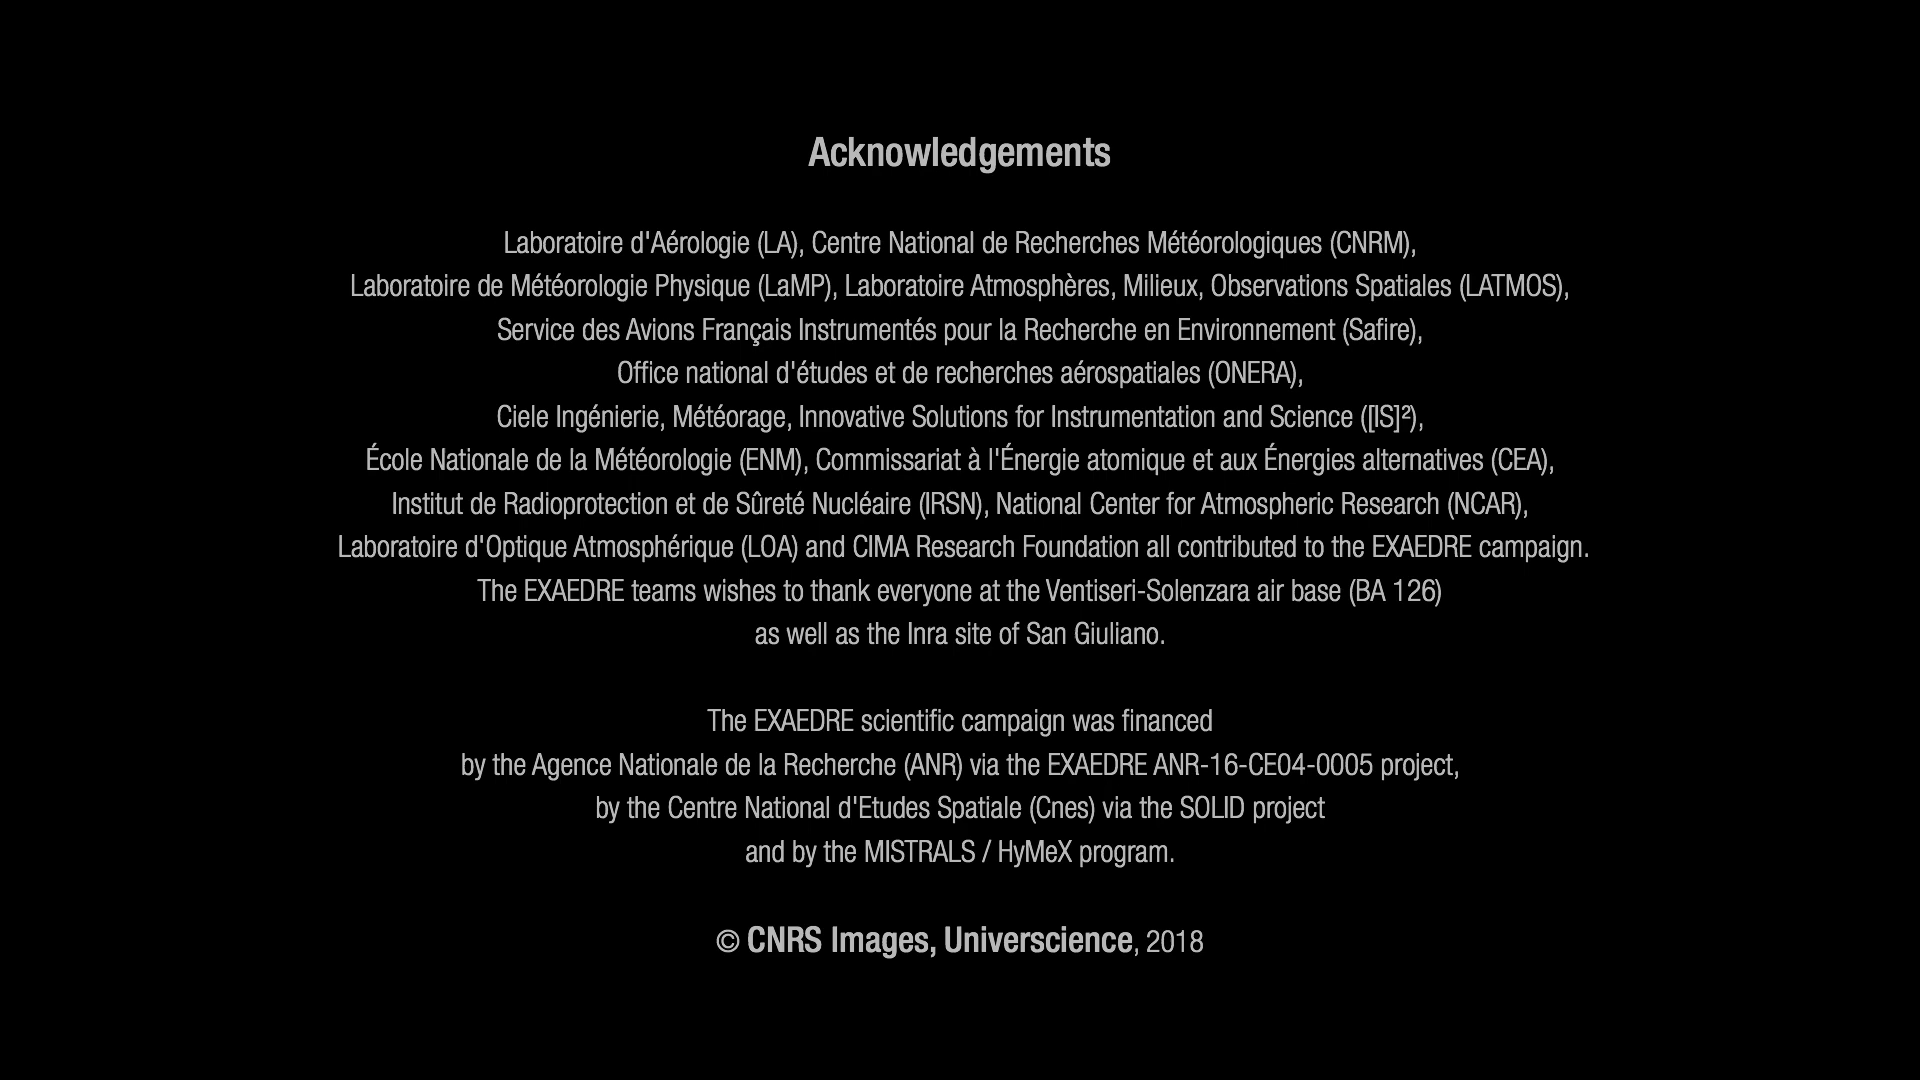 Acknowledgements
Laboratoire d'Aérologie (LA), Centre National de Recherches Météorologiques (CNRM),
Laboratoire de Météorologie Physique (LaMP), Laboratoire Atmosphères, Milieux, Observations Spatiales (LATMOS),
Service des Avions Français Instrumentés pour la Recherche en Environnement (Safire),
Office national d'études et de recherches aérospatiales (ONERA),
Ciele Ingénierie, Météorage, Innovative Solutions for Instrumentation and Science ([IS]²),
École Nationale de la Météorologie (ENM), Commissariat à l'Énergie atomique et aux Énergies alternatives (CEA),
Institut de Radioprotection et de Sûreté Nucléaire (IRSN), National Center for Atmospheric Research (NCAR),
Laboratoire d'Optique Atmosphérique (LOA) and CIMA Research Foundation all contributed to the EXAEDRE campaign.
The EXAEDRE teams wishes to thank everyone at the Ventiseri-Solenzara air base (BA 126)
as well as the Inra site of San Giuliano.
The EXAEDRE scientific campaign was financed
by the Agence Nationale de la Recherche (ANR) via the EXAEDRE ANR-16-CE04-0005 project,
by the Centre National d'Etudes Spatiale (Cnes) via the SOLID project
and by the MISTRALS / HyMeX program.
© CNRS Images, Universcience, 2018